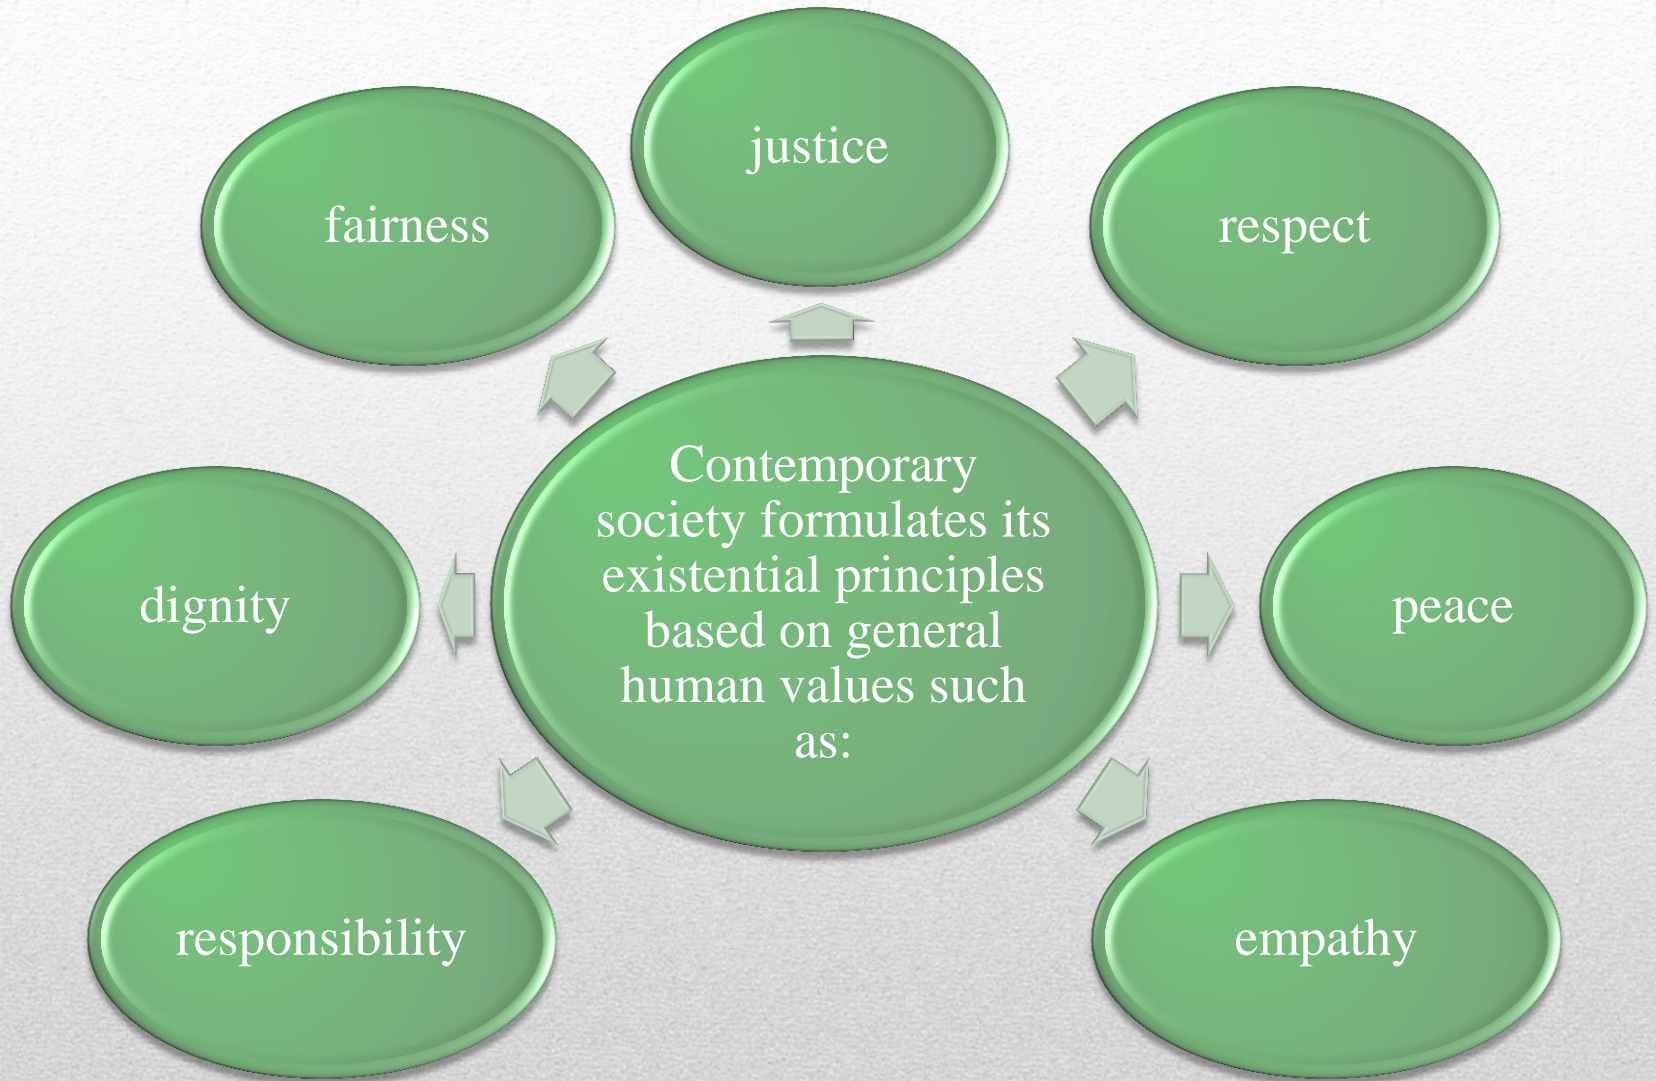 justice
fairness
respect
Contemporary
society formulates its
existential principles
based on general
human values such
as:
dignity
peace
responsibility
empathy